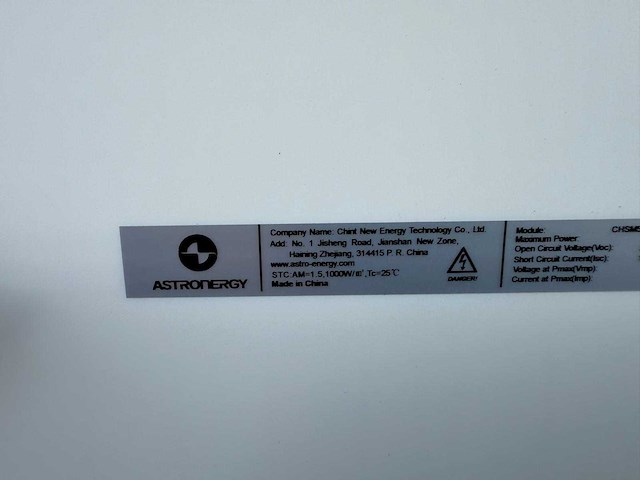 ASTRONERGY
Company Name: Chint New Energy Technology Co., Ltd.
Add: No. 1 Jisheng Road, Jianshan New Zone,
Haining Zhejiang, 314415 P. R. China
www.astro-energy.com
STC:AM=1.5,1000W/㎡,Tc=25℃
Made in China
DANGER!
Module: CHSM5
Maximum Power
Open Circuit Voltage(Voc):
Short Circuit Current(Isc):
Voltage at Pmax(Vmp):
Current at Pmax(Imp):